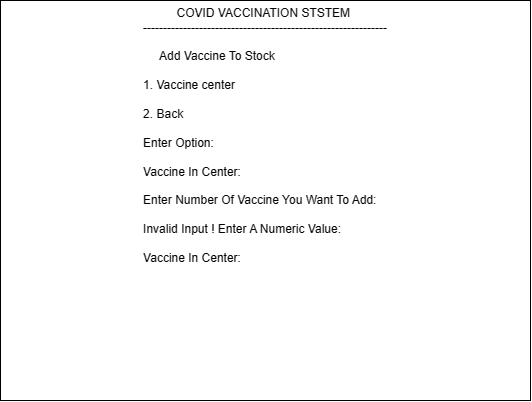 COVID VACCINATION STSTEM
-------------------------------------------------------------
Add Vaccine To Stock
1. Vaccine center
2. Back
Enter Option:
Vaccine In Center:
Enter Number Of Vaccine You Want To Add:
Invalid Input ! Enter A Numeric Value:
Vaccine In Center: